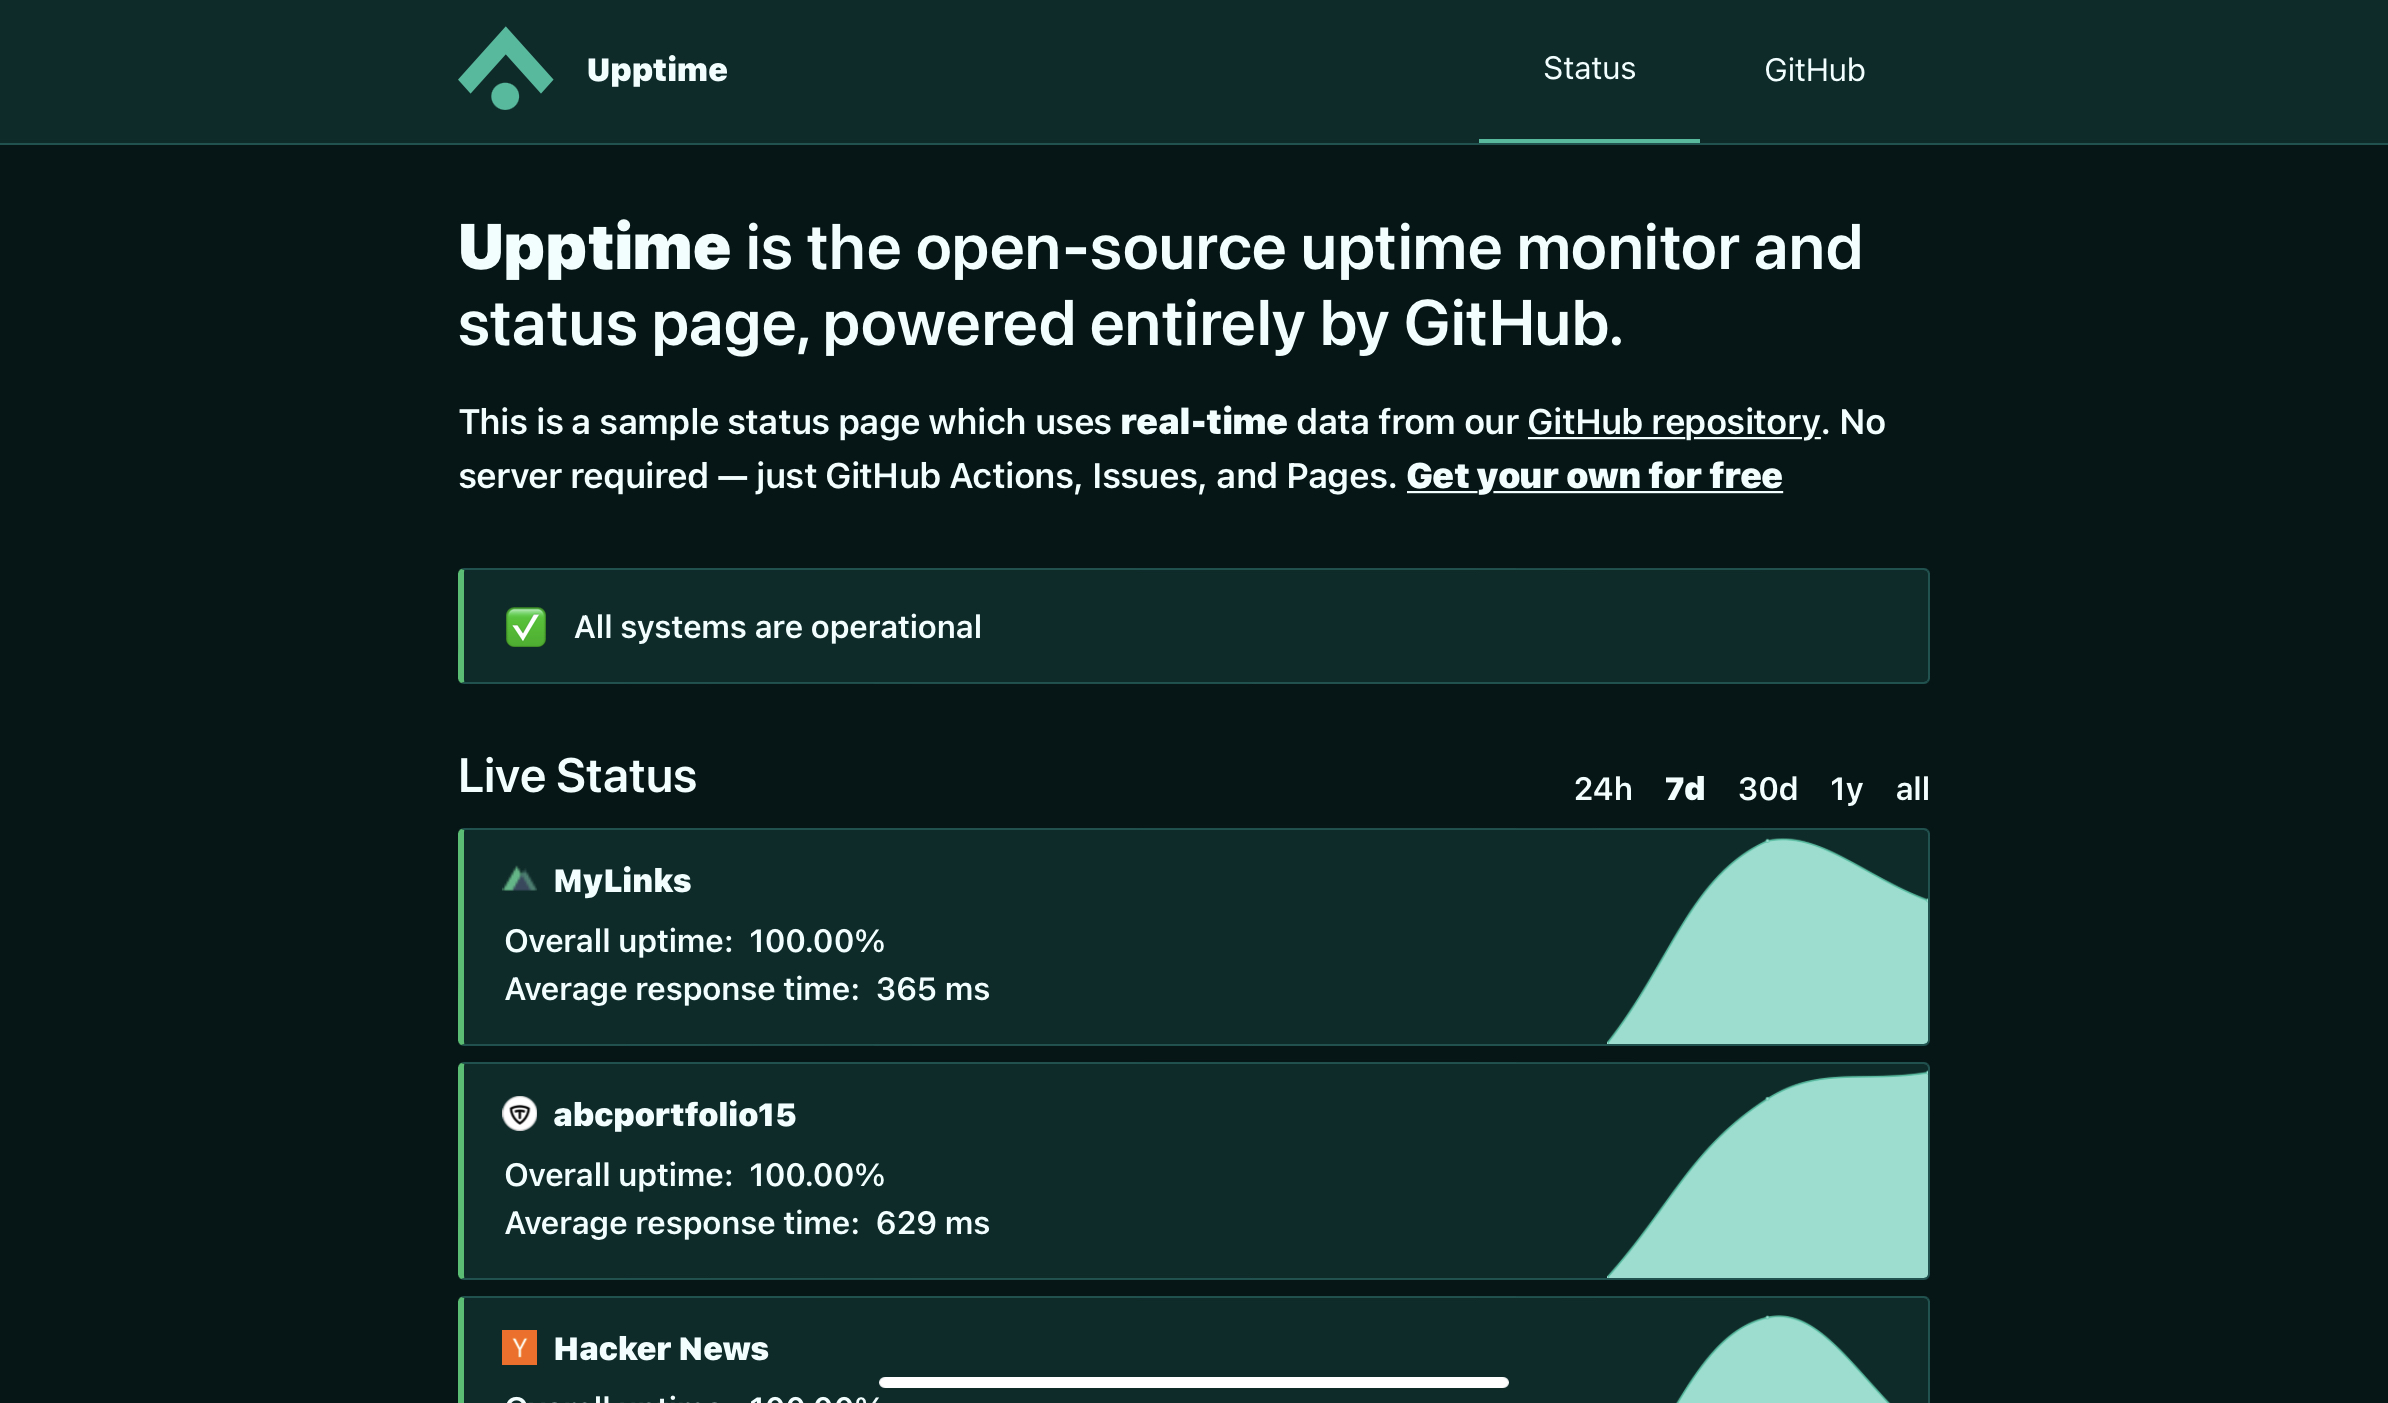 Upptime
Status
GitHub
Upptime is the open-source uptime monitor and
status page, powered entirely by GitHub.
This is a sample status page which uses real-time data from our GitHub repository. No
server required — just GitHub Actions, Issues, and Pages. Get your own for free
✅ All systems are operational
Live Status
24h 7d 30d 1y all
MyLinks
Overall uptime: 100.00%
Average response time: 365 ms
abcportfolio15
Overall uptime: 100.00%
Average response time: 629 ms
Y Hacker News
Overall uptime: 100.00%